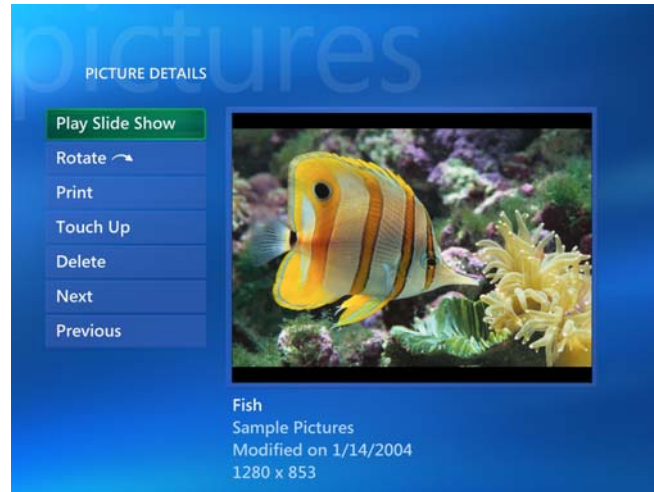 pictures
PICTURE DETAILS
Play Slide Show
Rotate
Print
Touch Up
Delete
Next
Previous
Fish
Sample Pictures
Modified on 1/14/2004
1280 x 853